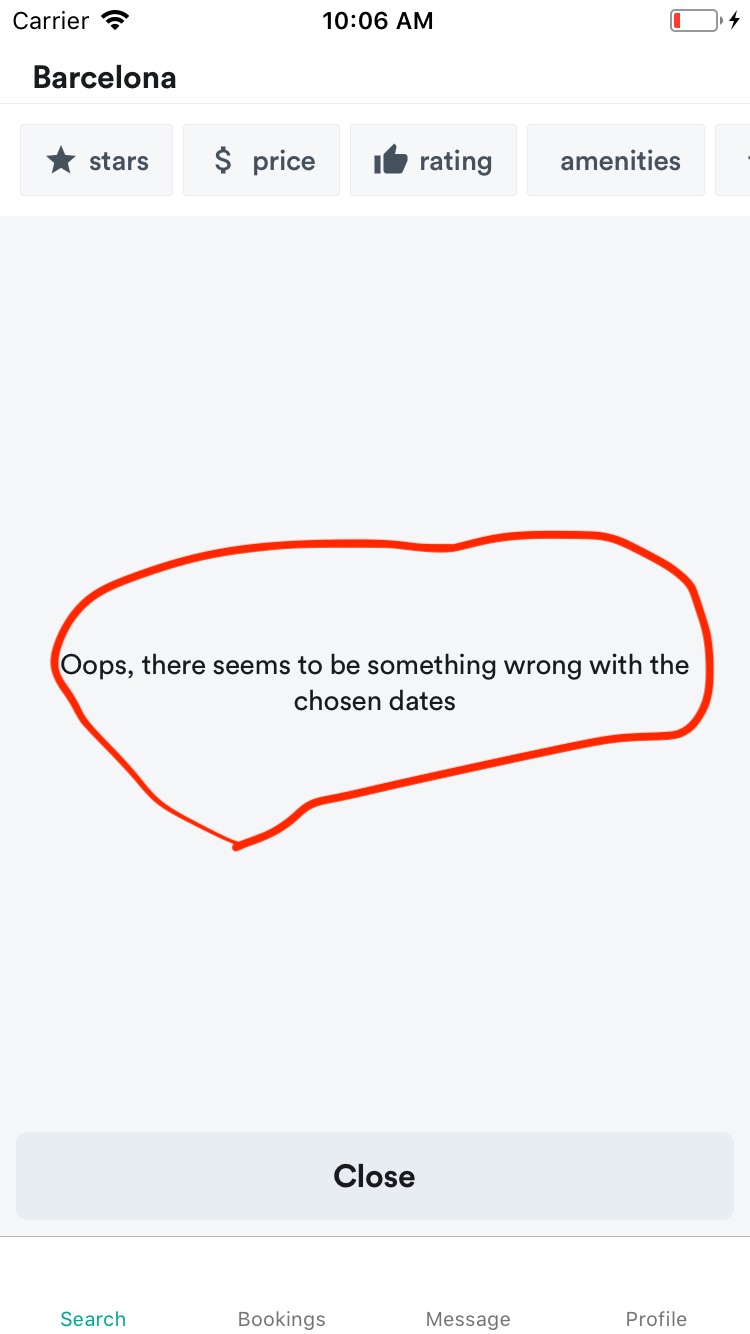 Carrier 10:06 AM
Barcelona
stars $ price rating amenities
Oops, there seems to be something wrong with the
chosen dates
Close
Search Bookings Message Profile